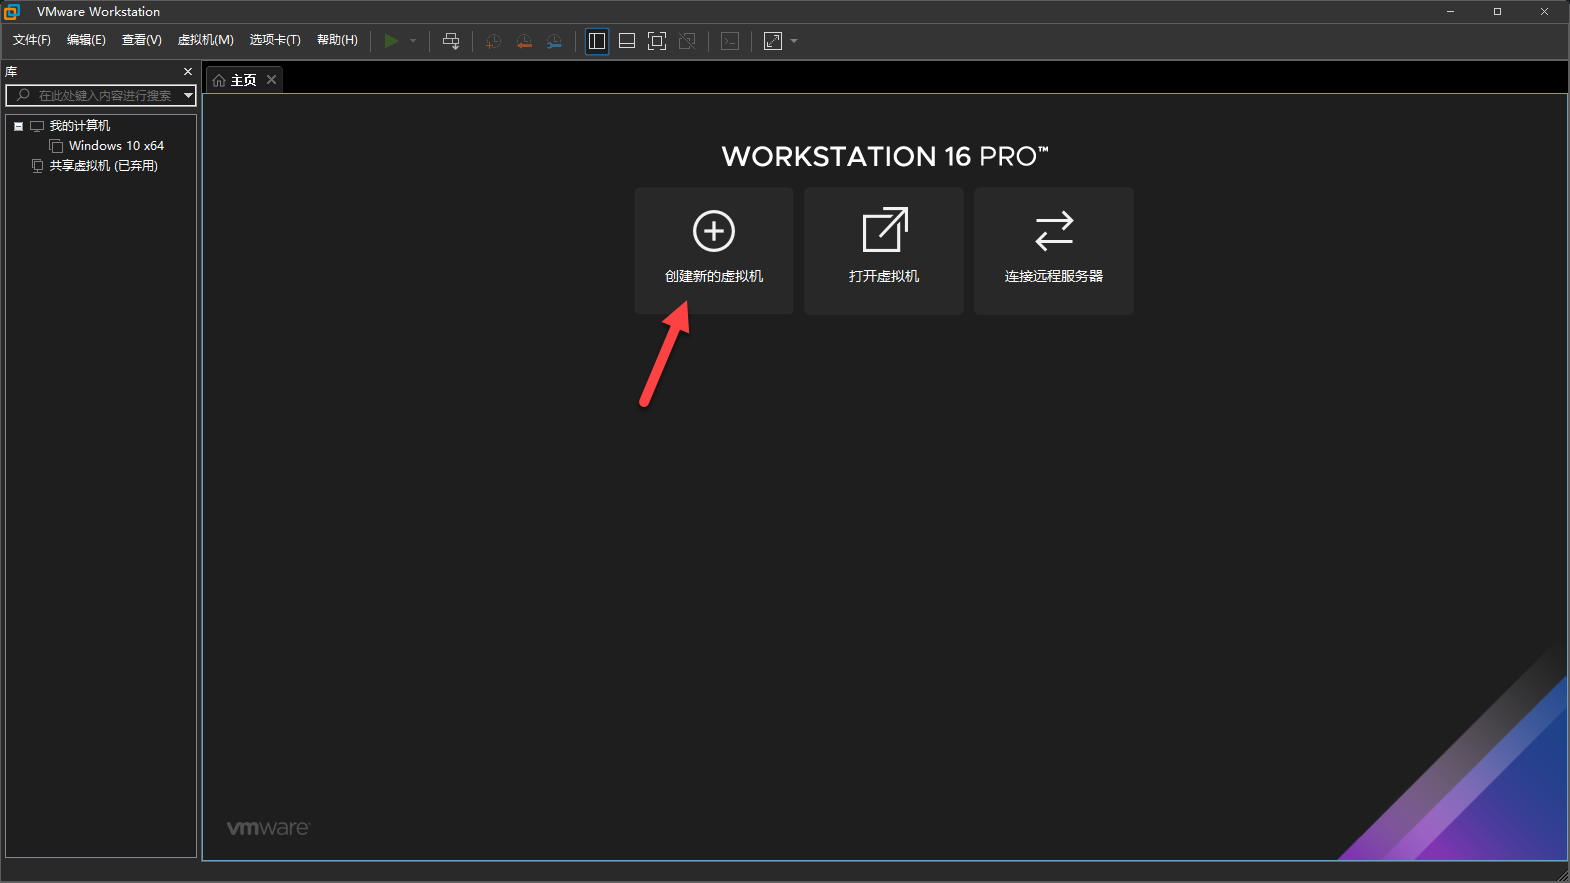 VMware Workstation
文件(F) 编辑(E) 查看(V) 虚拟机(M) 选项卡(T) 帮助(H)
库
主页
在此处键入内容进行搜索
我的计算机
Windows 10 x64
共享虚拟机 (已弃用)
WORKSTATION 16 PRO™
创建新的虚拟机
打开虚拟机
连接远程服务器
vmware